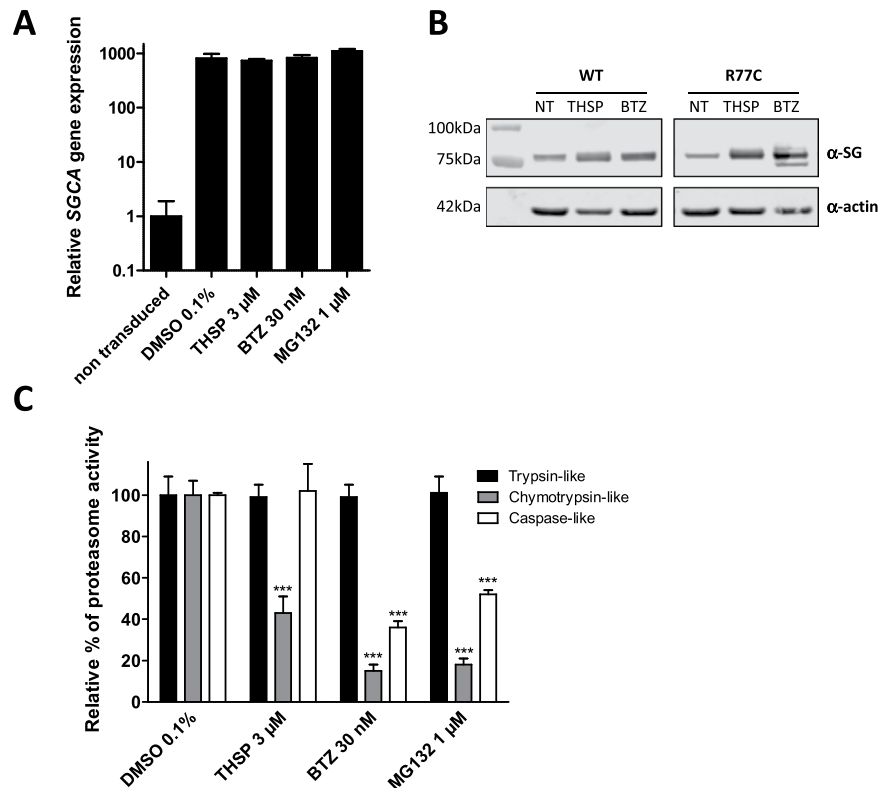 A
Relative SGCA gene expression
1000
100
10
1
0.1
non transduced
DMSO 0.1%
THSP 3 µM
BTZ 30 nM
MG132 1 µM
B
WT
R77C
NT THSP BTZ
NT THSP BTZ
100kDa
75kDa
α-SG
42kDa
α-actin
C
Relative % of proteasome activity
100
80
60
40
20
0
***
***
***
***
***
Trypsin-like
Chymotrypsin-like
Caspase-like
DMSO 0.1%
THSP 3 µM
BTZ 30 nM
MG132 1 µM